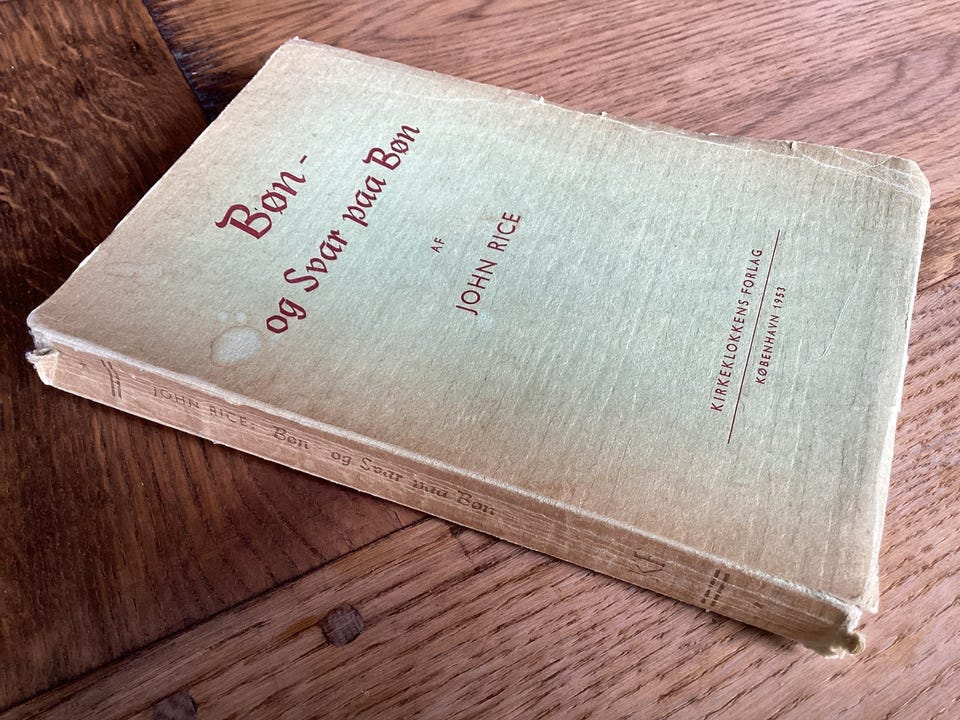 Bøn -
og Svar paa Bøn
AF
JOHN RICE
KIRKEKLOKKENS FORLAG
KØBENHAVN 1953
JOHN RICE: Bøn - og Svar paa Bøn